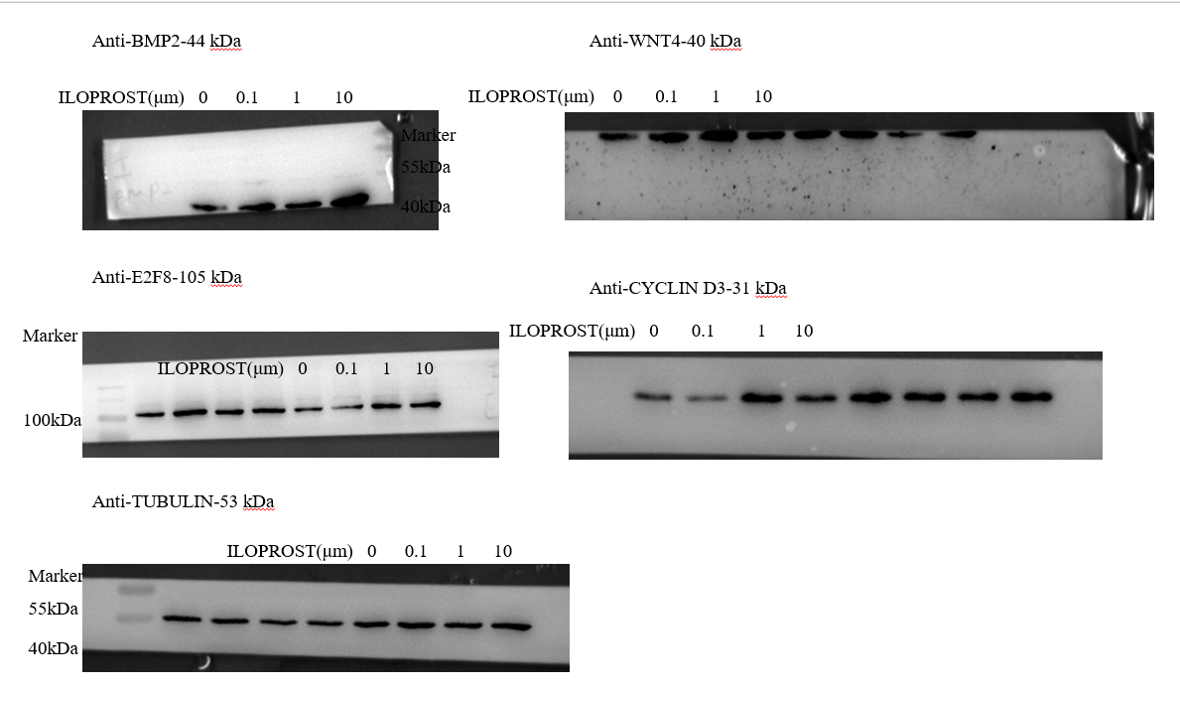 Anti-BMP2-44 kDa
ILOPROST(μm) 0 0.1 1 10
Marker
55kDa
40kDa
Anti-WNT4-40 kDa
ILOPROST(μm) 0 0.1 1 10
Anti-E2F8-105 kDa
Marker
ILOPROST(μm) 0 0.1 1 10
100kDa
Anti-CYCLIN D3-31 kDa
ILOPROST(μm) 0 0.1 1 10
Anti-TUBULIN-53 kDa
ILOPROST(μm) 0 0.1 1 10
Marker
55kDa
40kDa